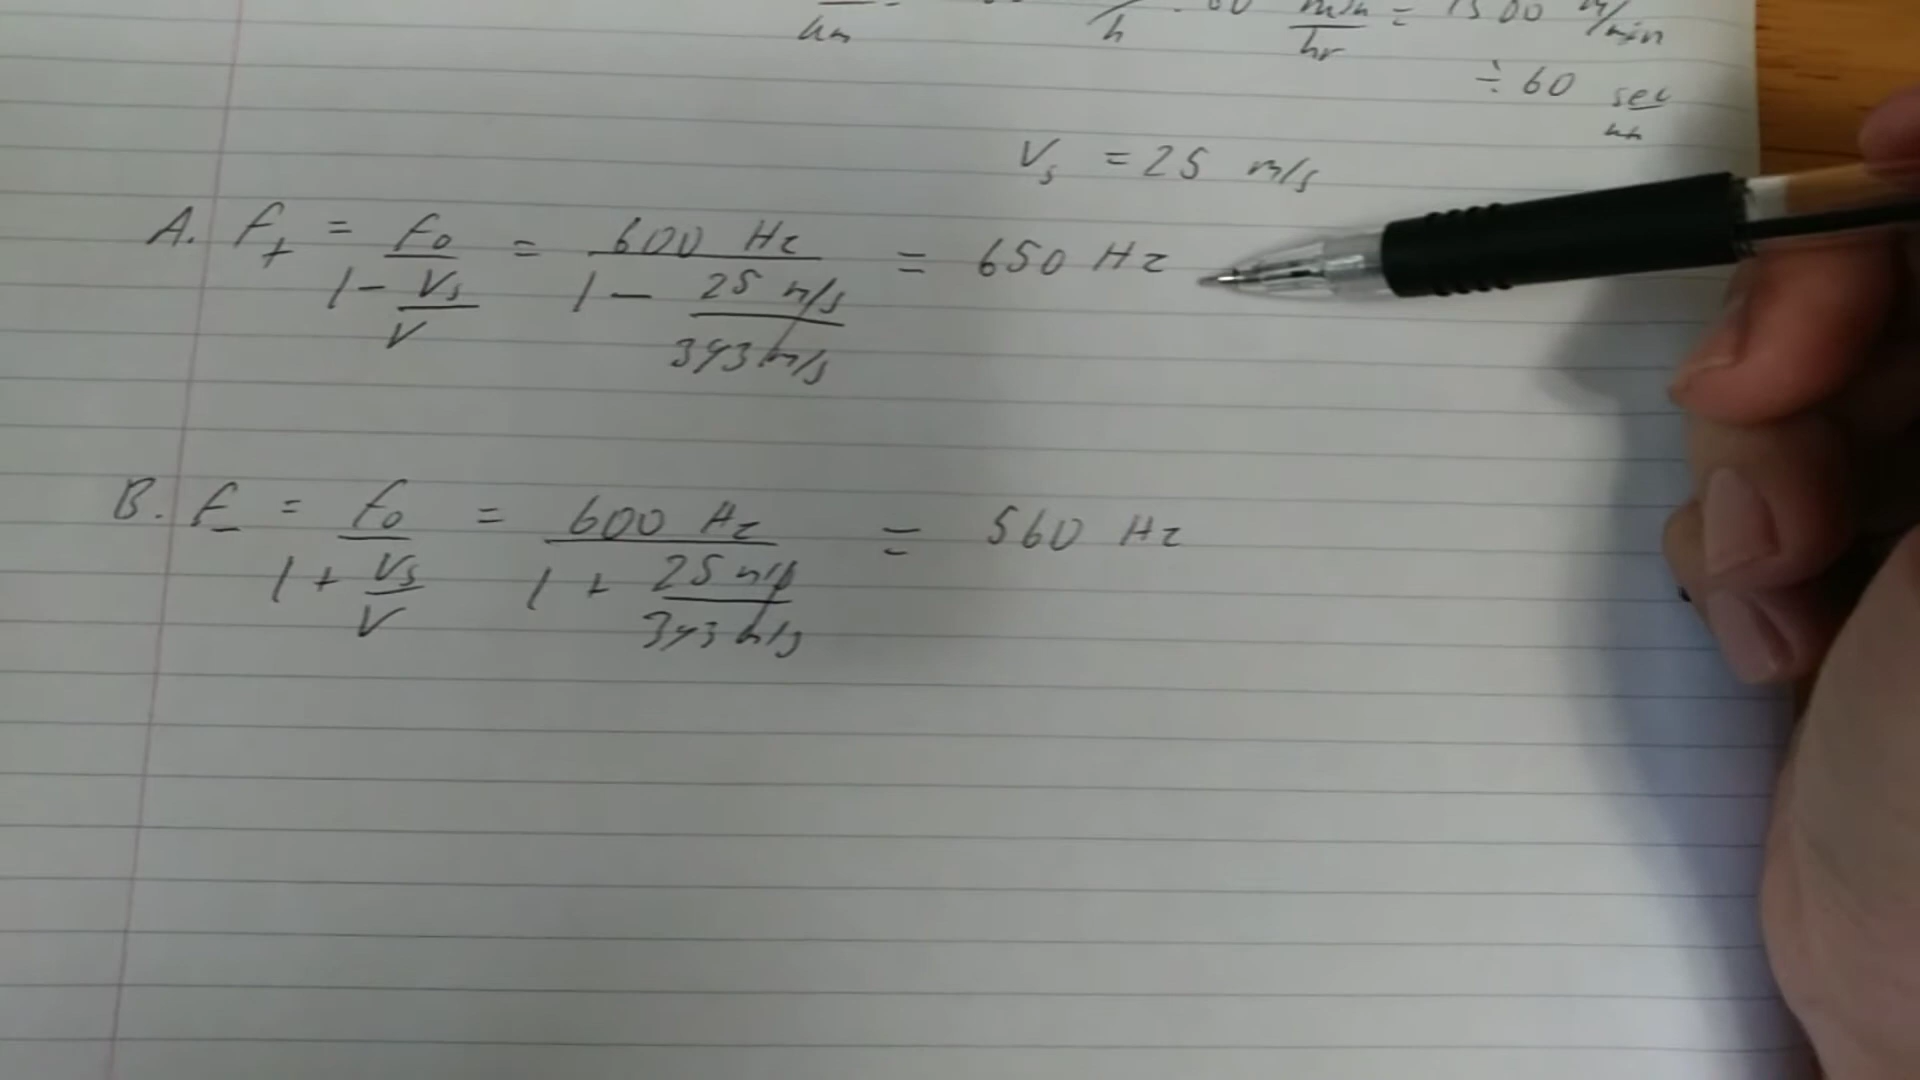 hr = 1500 m/min
÷ 60 sec
Vs = 25 m/s
A. f+ = f0 = 600 Hz = 650 Hz
1 - Vs 1 - 25 m/s
V 343 m/s
B. f- = f0 = 600 Hz = 560 Hz
1 + Vs 1 + 25 m/s
V 343 m/s